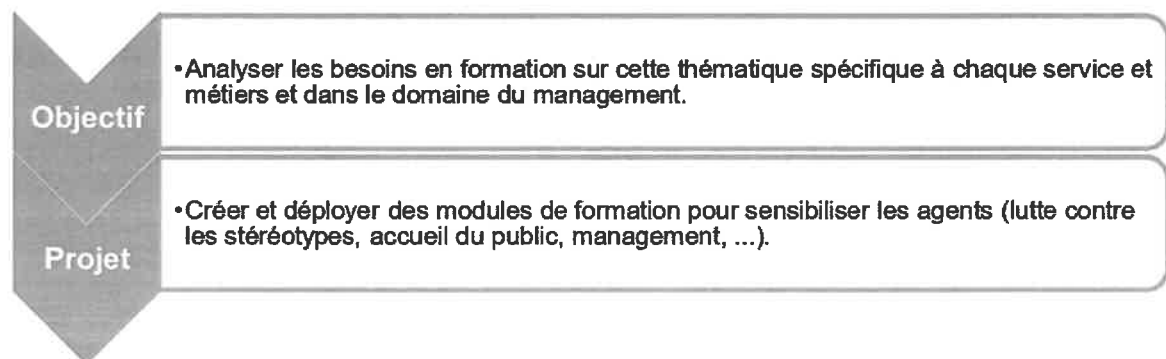 Objectif
•Analyser les besoins en formation sur cette thématique spécifique à chaque service et
métiers et dans le domaine du management.
Projet
•Créer et déployer des modules de formation pour sensibiliser les agents (lutte contre
les stéréotypes, accueil du public, management, ...).